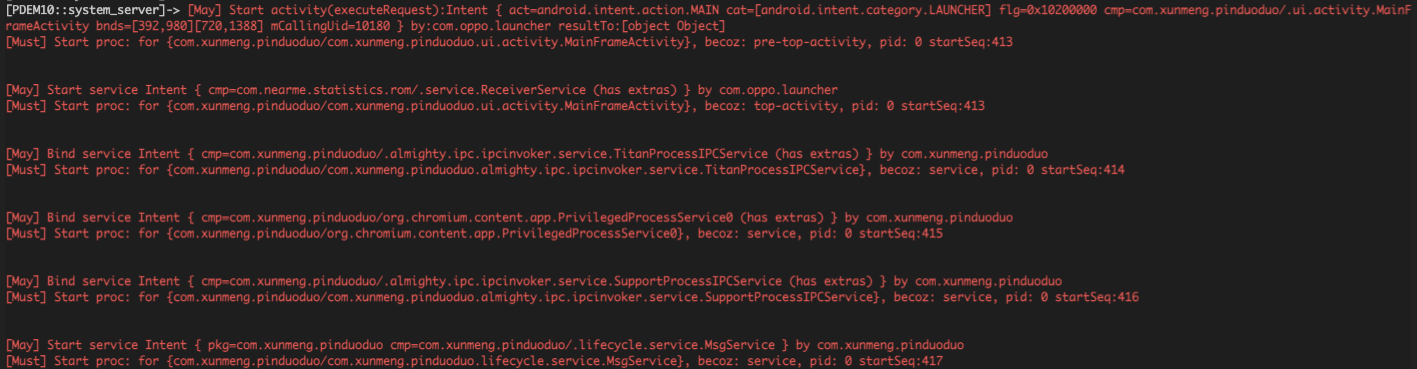 [PDEM10::system_server]-> [May] Start activity(executeRequest):Intent { act=android.intent.action.MAIN cat=[android.intent.category.LAUNCHER] flg=0x10200000 cmp=com.xunmeng.pinduoduo/.ui.activity.MainF
rameActivity bnds=[392,980][720,1388] mCallingUid=10180 } by:com.oppo.launcher resultTo:[object Object]
[Must] Start proc: for {com.xunmeng.pinduoduo/com.xunmeng.pinduoduo.ui.activity.MainFrameActivity}, becoz: pre-top-activity, pid: 0 startSeq:413
[May] Start service Intent { cmp=com.nearme.statistics.rom/.service.ReceiverService (has extras) } by com.oppo.launcher
[Must] Start proc: for {com.xunmeng.pinduoduo/com.xunmeng.pinduoduo.ui.activity.MainFrameActivity}, becoz: top-activity, pid: 0 startSeq:413
[May] Bind service Intent { cmp=com.xunmeng.pinduoduo/.almighty.ipc.ipcinvoker.service.TitanProcessIPCService (has extras) } by com.xunmeng.pinduoduo
[Must] Start proc: for {com.xunmeng.pinduoduo/com.xunmeng.pinduoduo.almighty.ipc.ipcinvoker.service.TitanProcessIPCService}, becoz: service, pid: 0 startSeq:414
[May] Bind service Intent { cmp=com.xunmeng.pinduoduo/org.chromium.content.app.PrivilegedProcessService0 (has extras) } by com.xunmeng.pinduoduo
[Must] Start proc: for {com.xunmeng.pinduoduo/org.chromium.content.app.PrivilegedProcessService0}, becoz: service, pid: 0 startSeq:415
[May] Bind service Intent { cmp=com.xunmeng.pinduoduo/.almighty.ipc.ipcinvoker.service.SupportProcessIPCService (has extras) } by com.xunmeng.pinduoduo
[Must] Start proc: for {com.xunmeng.pinduoduo/com.xunmeng.pinduoduo.almighty.ipc.ipcinvoker.service.SupportProcessIPCService}, becoz: service, pid: 0 startSeq:416
[May] Start service Intent { pkg=com.xunmeng.pinduoduo cmp=com.xunmeng.pinduoduo/.lifecycle.service.MsgService } by com.xunmeng.pinduoduo
[Must] Start proc: for {com.xunmeng.pinduoduo/com.xunmeng.pinduoduo.lifecycle.service.MsgService}, becoz: service, pid: 0 startSeq:417